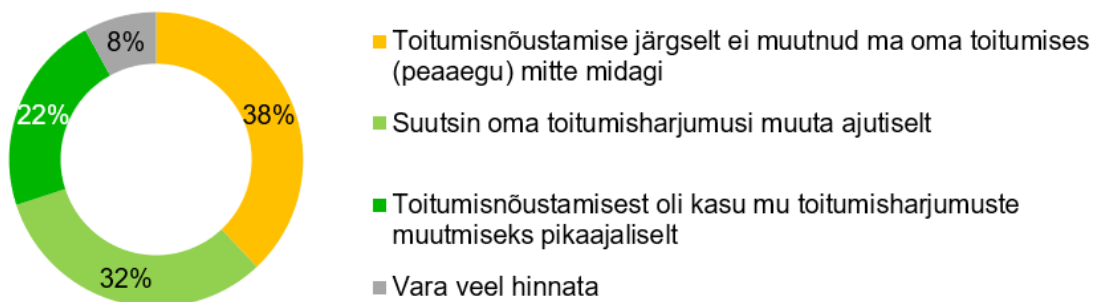 8%
38%
22%
32%
Toitumisnõustamise järgselt ei muutnud ma oma toitumises
(peaaegu) mitte midagi
Suutsin oma toitumisharjumusi muuta ajutiselt
Toitumisnõustamisest oli kasu mu toitumisharjumuste
muutmiseks pikaajaliselt
Vara veel hinnata